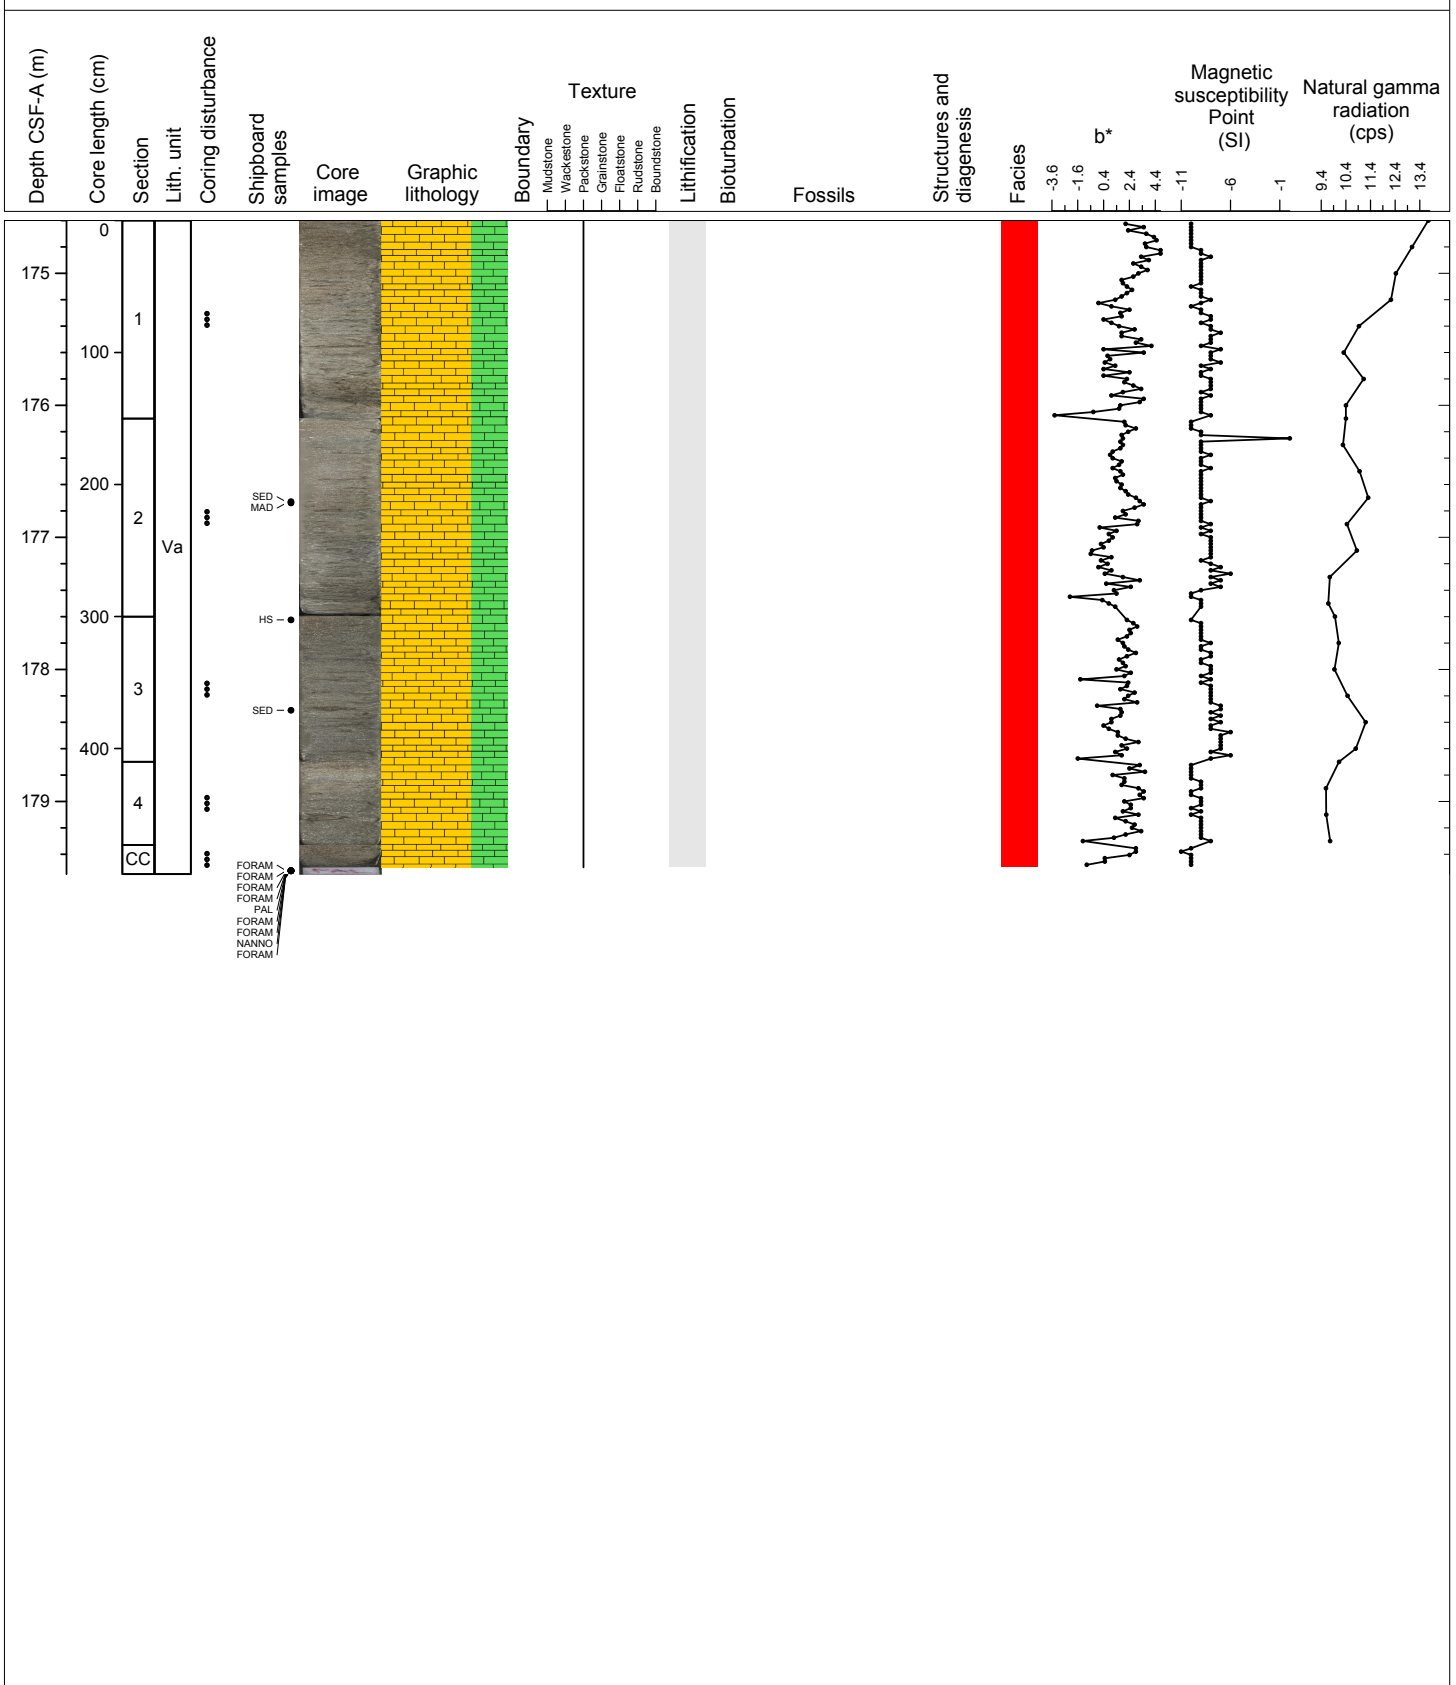 Depth CSF-A (m)
Core length (cm)
Section
Lith. unit
Coring disturbance
Shipboard
samples
Core
image
Graphic
lithology
Boundary
Texture
Mudstone
Wackestone
Packstone
Grainstone
Floatstone
Rudstone
Boundstone
Lithification
Bioturbation
Fossils
Structures and
diagenesis
Facies
b*
-3.6
-1.6
0.4
2.4
4.4
Magnetic
susceptibility
Point
(SI)
-11
-6
-1
Natural gamma
radiation
(cps)
9.4
10.4
11.4
12.4
13.4
175
176
177
178
179
0
100
200
300
400
1
2
3
4
CC
Va
SED
MAD
HS
SED
FORAM
FORAM
FORAM
FORAM
PAL
FORAM
FORAM
NANNO
FORAM